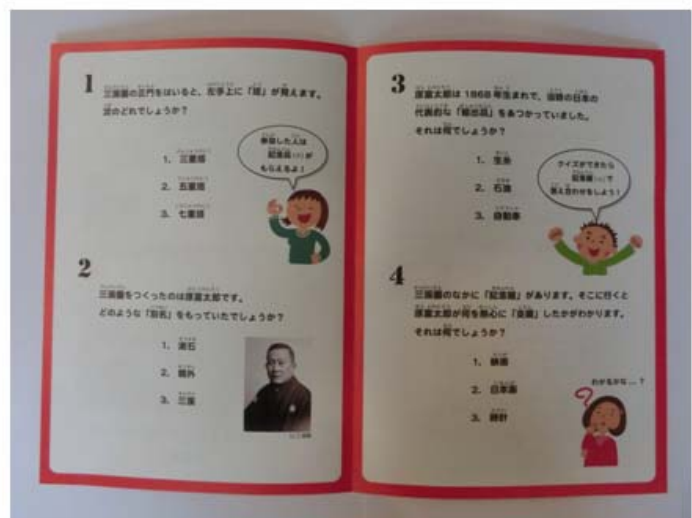 1
三溪園の正門をはいると、左手上に「塔」が見えます。
次のどれでしょうか?
1. 三重塔
2. 五重塔
3. 七重塔
参加した人は
記念品が
もらえるよ!
2
三溪園をつくったのは原富太郎です。
どのような「別名」をもっていたでしょうか?
1. 漱石
2. 鴎外
3. 三溪
3
原富太郎は1868年生まれで、当時の日本の
代表的な「輸出品」をあつかっていました。
それは何でしょうか?
1. 生糸
2. 石油
3. 自動車
クイズができたら
記念館で
答え合わせをしよう!
4
三溪園のなかに「記念館」があります。そこに行くと
原富太郎が何を熱心に「収蔵」したかがわかります。
それは何でしょうか?
1. 映画
2. 日本画
3. 時計
わかるかな…?